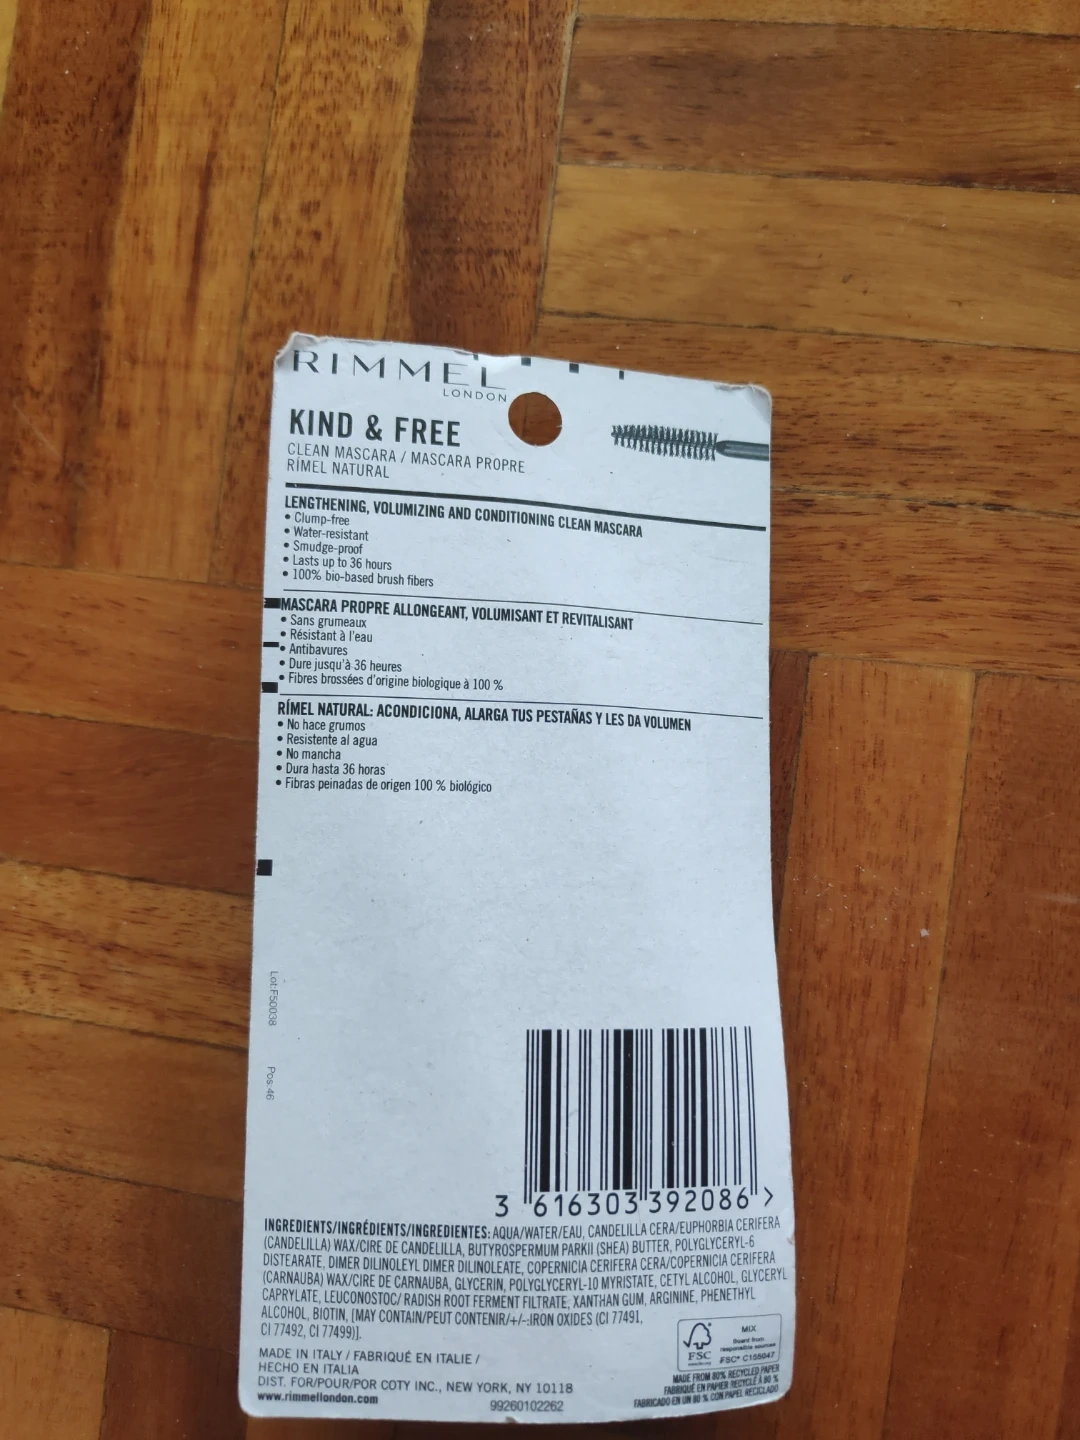 RIMMEL
LONDON
KIND & FREE
CLEAN MASCARA / MASCARA PROPRE
RÍMEL NATURAL
LENGTHENING, VOLUMIZING AND CONDITIONING CLEAN MASCARA
• Clump-free
• Water-resistant
• Smudge-proof
• Lasts up to 36 hours
• 100% bio-based brush fibers
MASCARA PROPRE ALLONGEANT, VOLUMISANT ET REVITALISANT
• Sans grumeaux
• Résistant à l'eau
• Antibavures
• Dure jusqu'à 36 heures
• Fibres brossées d'origine biologique à 100 %
RÍMEL NATURAL: ACONDICIONA, ALARGA TUS PESTAÑAS Y LES DA VOLUMEN
• No hace grumos
• Resistente al agua
• No mancha
• Dura hasta 36 horas
• Fibras peinadas de origen 100 % biológico
Lot:F50038
Pos:46
3 616303 392086 >
INGREDIENTS/INGRÉDIENTS/INGREDIENTES: AQUA/WATER/EAU, CANDELILLA CERA/EUPHORBIA CERIFERA
(CANDELILLA) WAX/CIRE DE CANDELILLA, BUTYROSPERMUM PARKII (SHEA) BUTTER, POLYGLYCERYL-6
DISTEARATE, DIMER DILINOLEYL DIMER DILINOLEATE, COPERNICIA CERIFERA CERA/COPERNICIA CERIFERA
(CARNAUBA) WAX/CIRE DE CARNAUBA, GLYCERIN, POLYGLYCERYL-10 MYRISTATE, CETYL ALCOHOL, GLYCERYL
CAPRYLATE, LEUCONOSTOC/ RADISH ROOT FERMENT FILTRATE, XANTHAN GUM, ARGININE, PHENETHYL
ALCOHOL, BIOTIN, [MAY CONTAIN/PEUT CONTENIR/+/-:IRON OXIDES (CI 77491,
CI 77492, CI 77499)].
MADE IN ITALY / FABRIQUÉ EN ITALIE /
HECHO EN ITALIA
DIST. FOR/POUR/POR COTY INC., NEW YORK, NY 10118
www.rimmellondon.com
99260102262
FSC
MIX
Board from
responsible sources
FSC® C155047
MADE FROM 80% RECYCLED PAPER
FABRIQUÉ EN PAPIER RECYCLÉ À 80 %
FABRICADO EN UN 80 % CON PAPEL RECICLADO